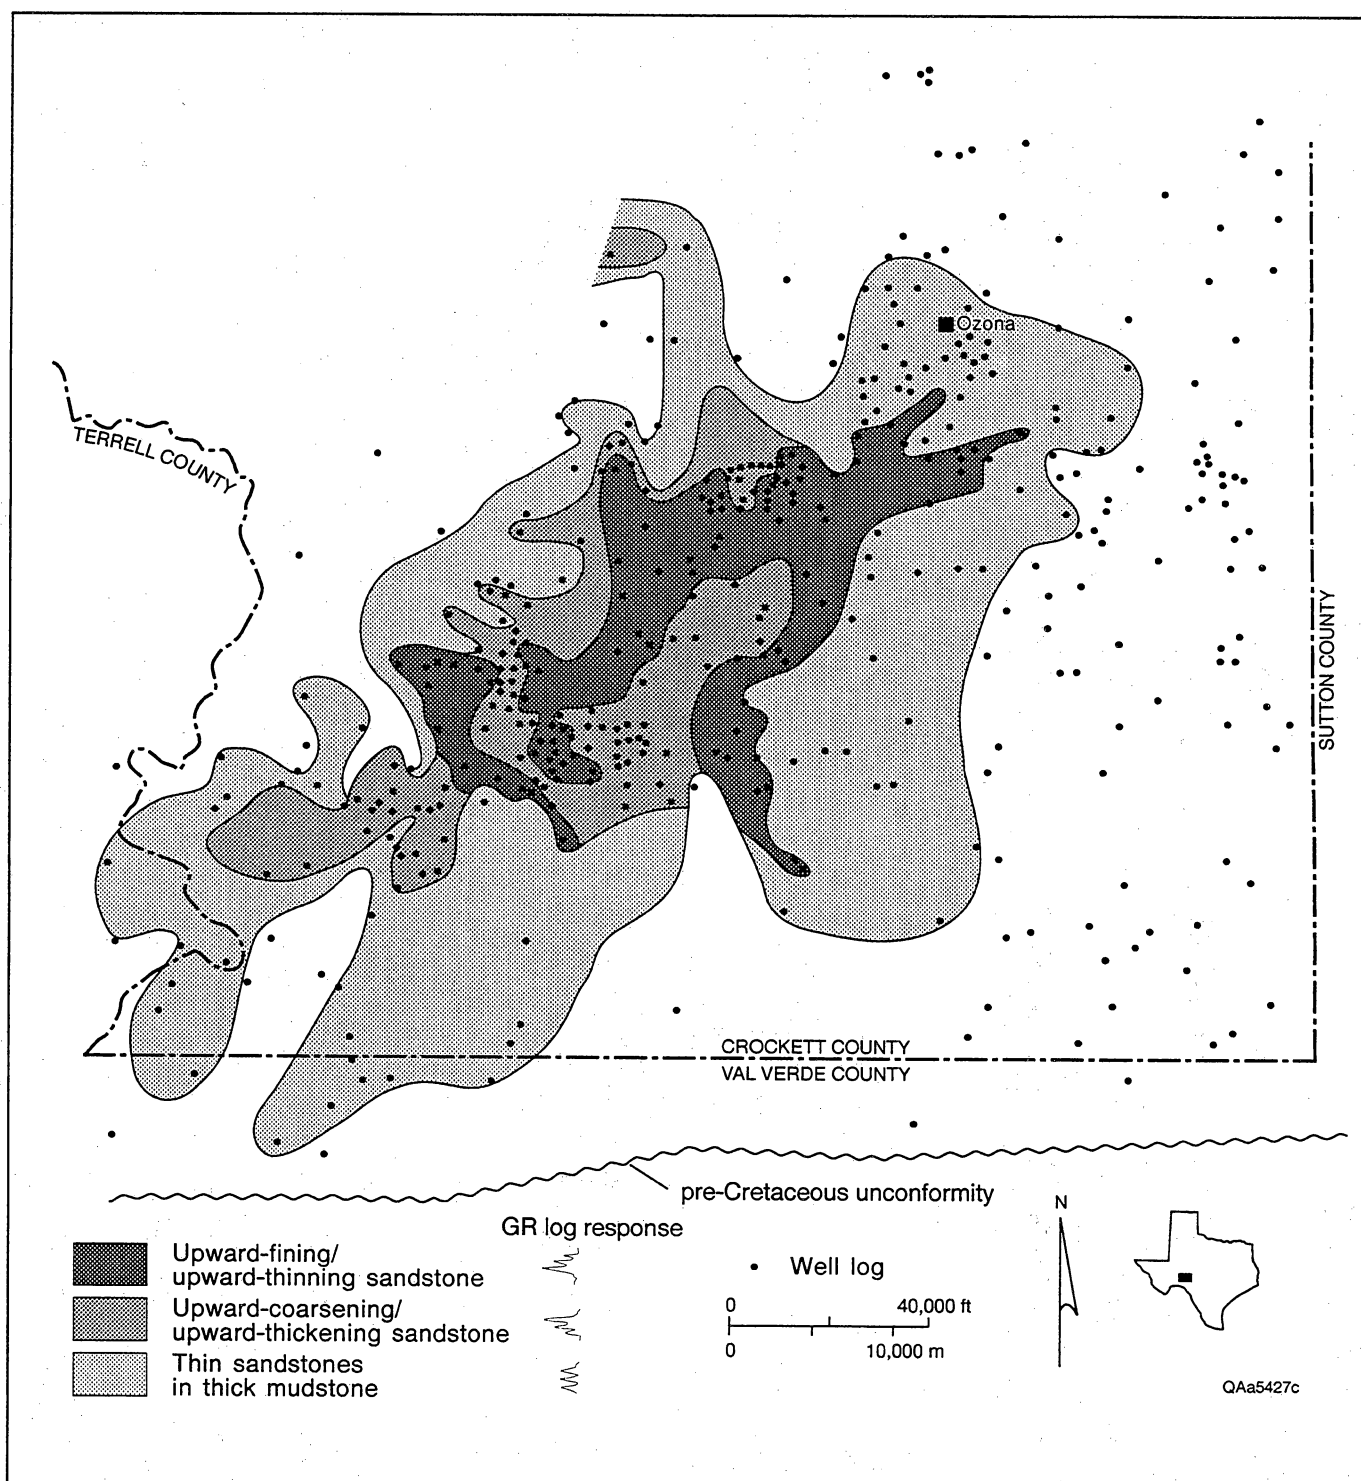 Ozona
TERRELL COUNTY
SUTTON COUNTY
CROCKETT COUNTY
VAL VERDE COUNTY
pre-Cretaceous unconformity
GR log response
Upward-fining/
upward-thinning sandstone
Upward-coarsening/
upward-thickening sandstone
Thin sandstones
in thick mudstone
Well log
0 40,000 ft
0 10,000 m
N
QAa5427c